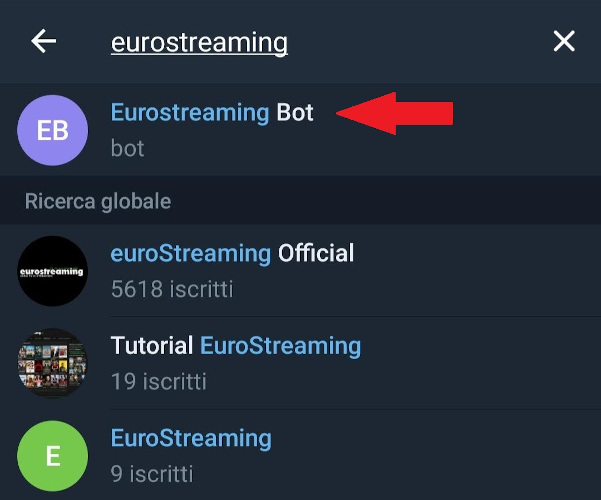 eurostreaming
EB
Eurostreaming Bot
bot
Ricerca globale
eurostreaming
euroStreaming Official
5618 iscritti
Tutorial EuroStreaming
19 iscritti
E
EuroStreaming
9 iscritti